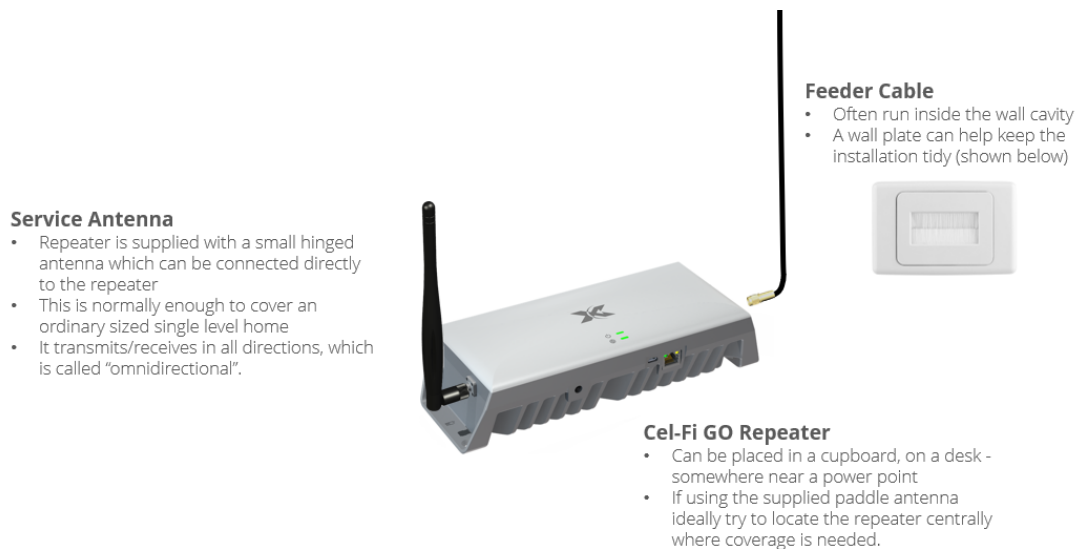 Feeder Cable
• Often run inside the wall cavity
• A wall plate can help keep the
installation tidy (shown below)
Service Antenna
• Repeater is supplied with a small hinged
antenna which can be connected directly
to the repeater
• This is normally enough to cover an
ordinary sized single level home
• It transmits/receives in all directions, which
is called “omnidirectional”.
Cel-Fi GO Repeater
• Can be placed in a cupboard, on a desk -
somewhere near a power point
• If using the supplied paddle antenna
ideally try to locate the repeater centrally
where coverage is needed.